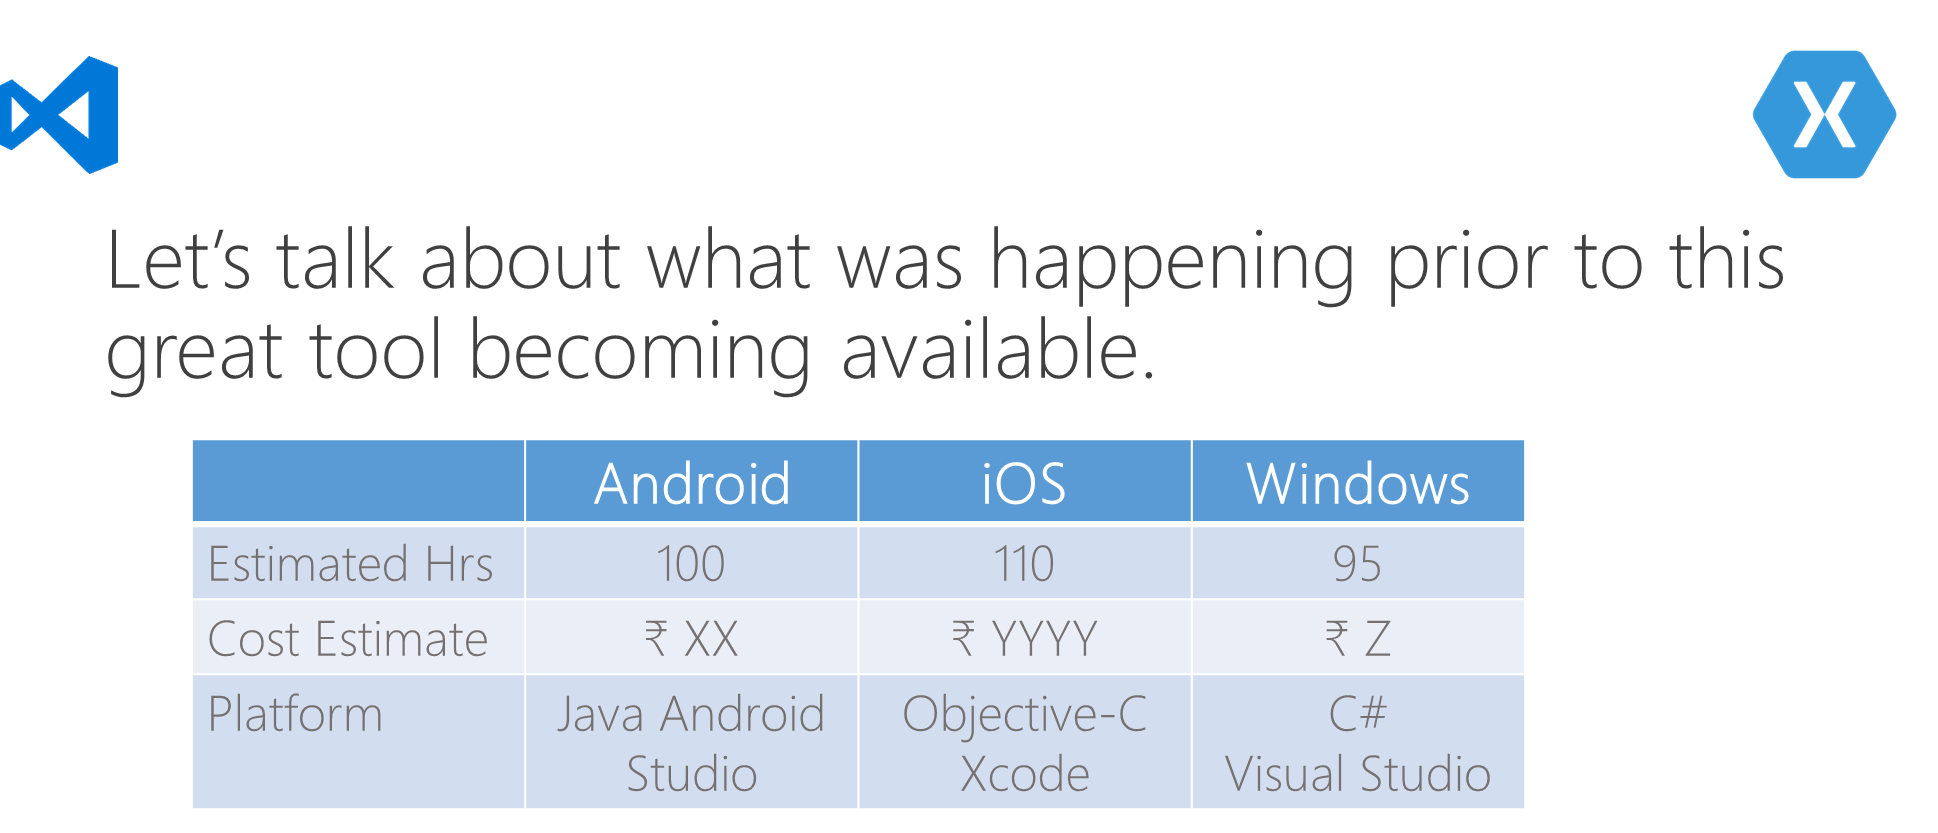 X
Let’s talk about what was happening prior to this
great tool becoming available.
Android iOS Windows
Estimated Hrs 100 110 95
Cost Estimate ₹ XX ₹ YYYY ₹ Z
Platform Java Android Objective-C C#
Studio Xcode Visual Studio